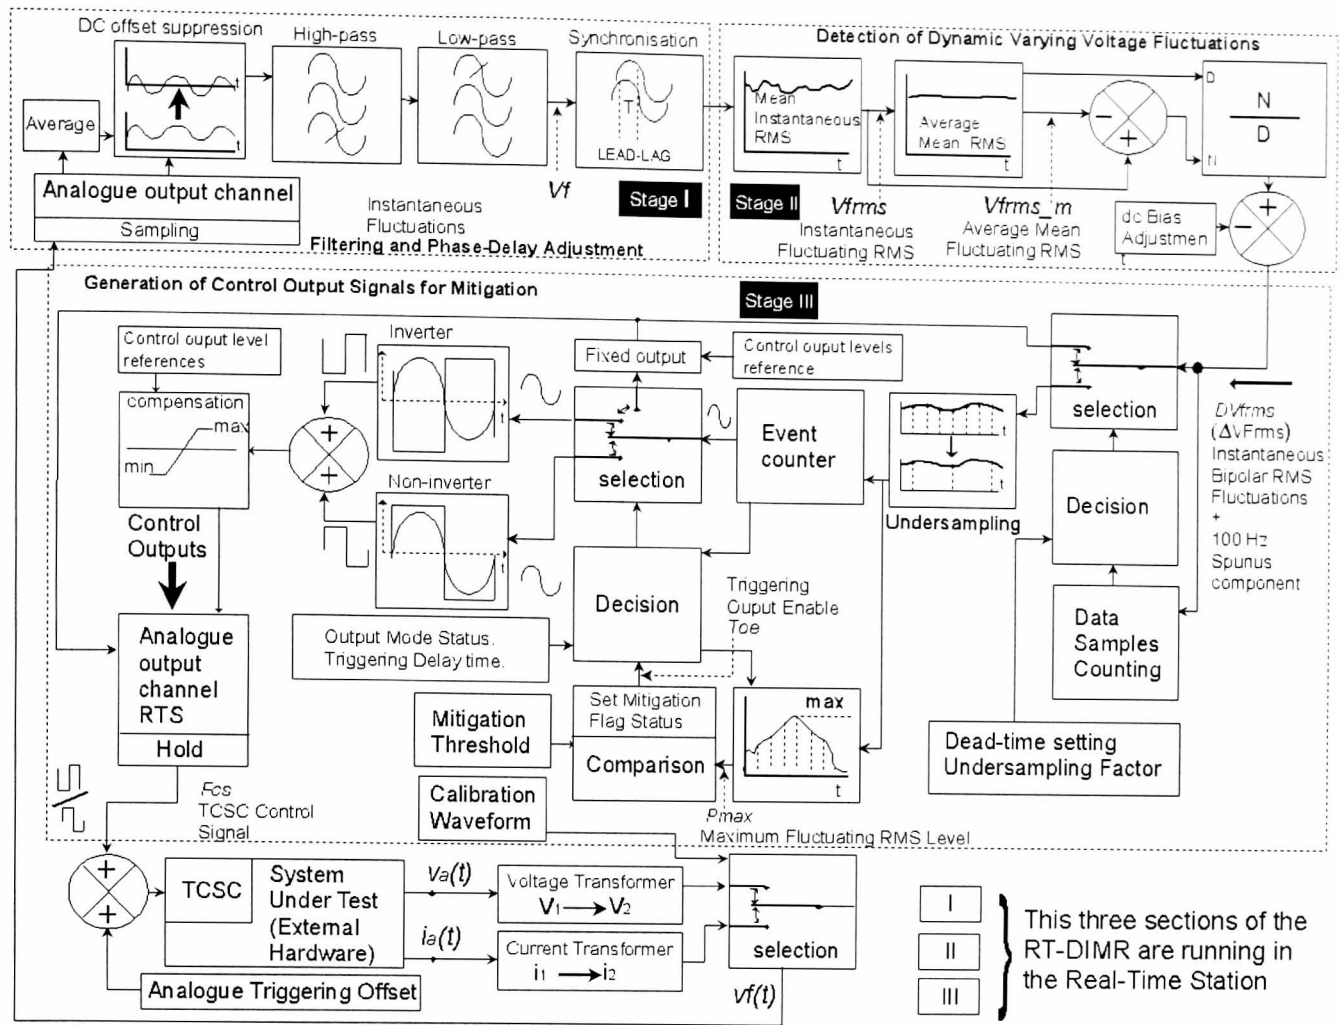 DC offset suppression
High-pass
Low-pass
Synchronisation
Detection of Dynamic Varying Voltage Fluctuations
t
t
Average
T
LEAD-LAG
Mean
Instantaneous
RMS
t
Average
Mean RMS
t
D
N
D
N
−
+
Analogue output channel
Sampling
Instantaneous
Fluctuations
Vf
Stage I
Filtering and Phase-Delay Adjustment
Stage II
Vfrms
Instantaneous
Fluctuating RMS
Vfrms_m
Average Mean
Fluctuating RMS
dc Bias
Adjustmen
t
−
+
Generation of Control Output Signals for Mitigation
Stage III
Control ouput level
references
Inverter
t
Fixed output
Control ouput levels
reference
selection
compensation
max
min
+
+
selection
Event
counter
t
t
Undersampling
DVfrms
(ΔVFrms)
Instantaneous
Bipolar RMS
Fluctuations
+
100 Hz
Spurius
component
Non-inverter
t
Control
Outputs
Decision
Decision
Triggering
Ouput Enable
Toe
Output Mode Status.
Triggering Delay time.
Analogue
output
channel
RTS
Hold
Data
Samples
Counting
Mitigation
Threshold
Set Mitigation
Flag Status
Comparison
max
t
Dead-time setting
Undersampling Factor
Calibration
Waveform
Pmax
Maximum Fluctuating RMS Level
Fcs
TCSC Control
Signal
+
+
TCSC
System
Under Test
(External
Hardware)
va(t)
ia(t)
Voltage Transformer
V1 → V2
Current Transformer
i1 → i2
selection
vf(t)
Analogue Triggering Offset
I
II
III
This three sections of the
RT-DIMR are running in
the Real-Time Station